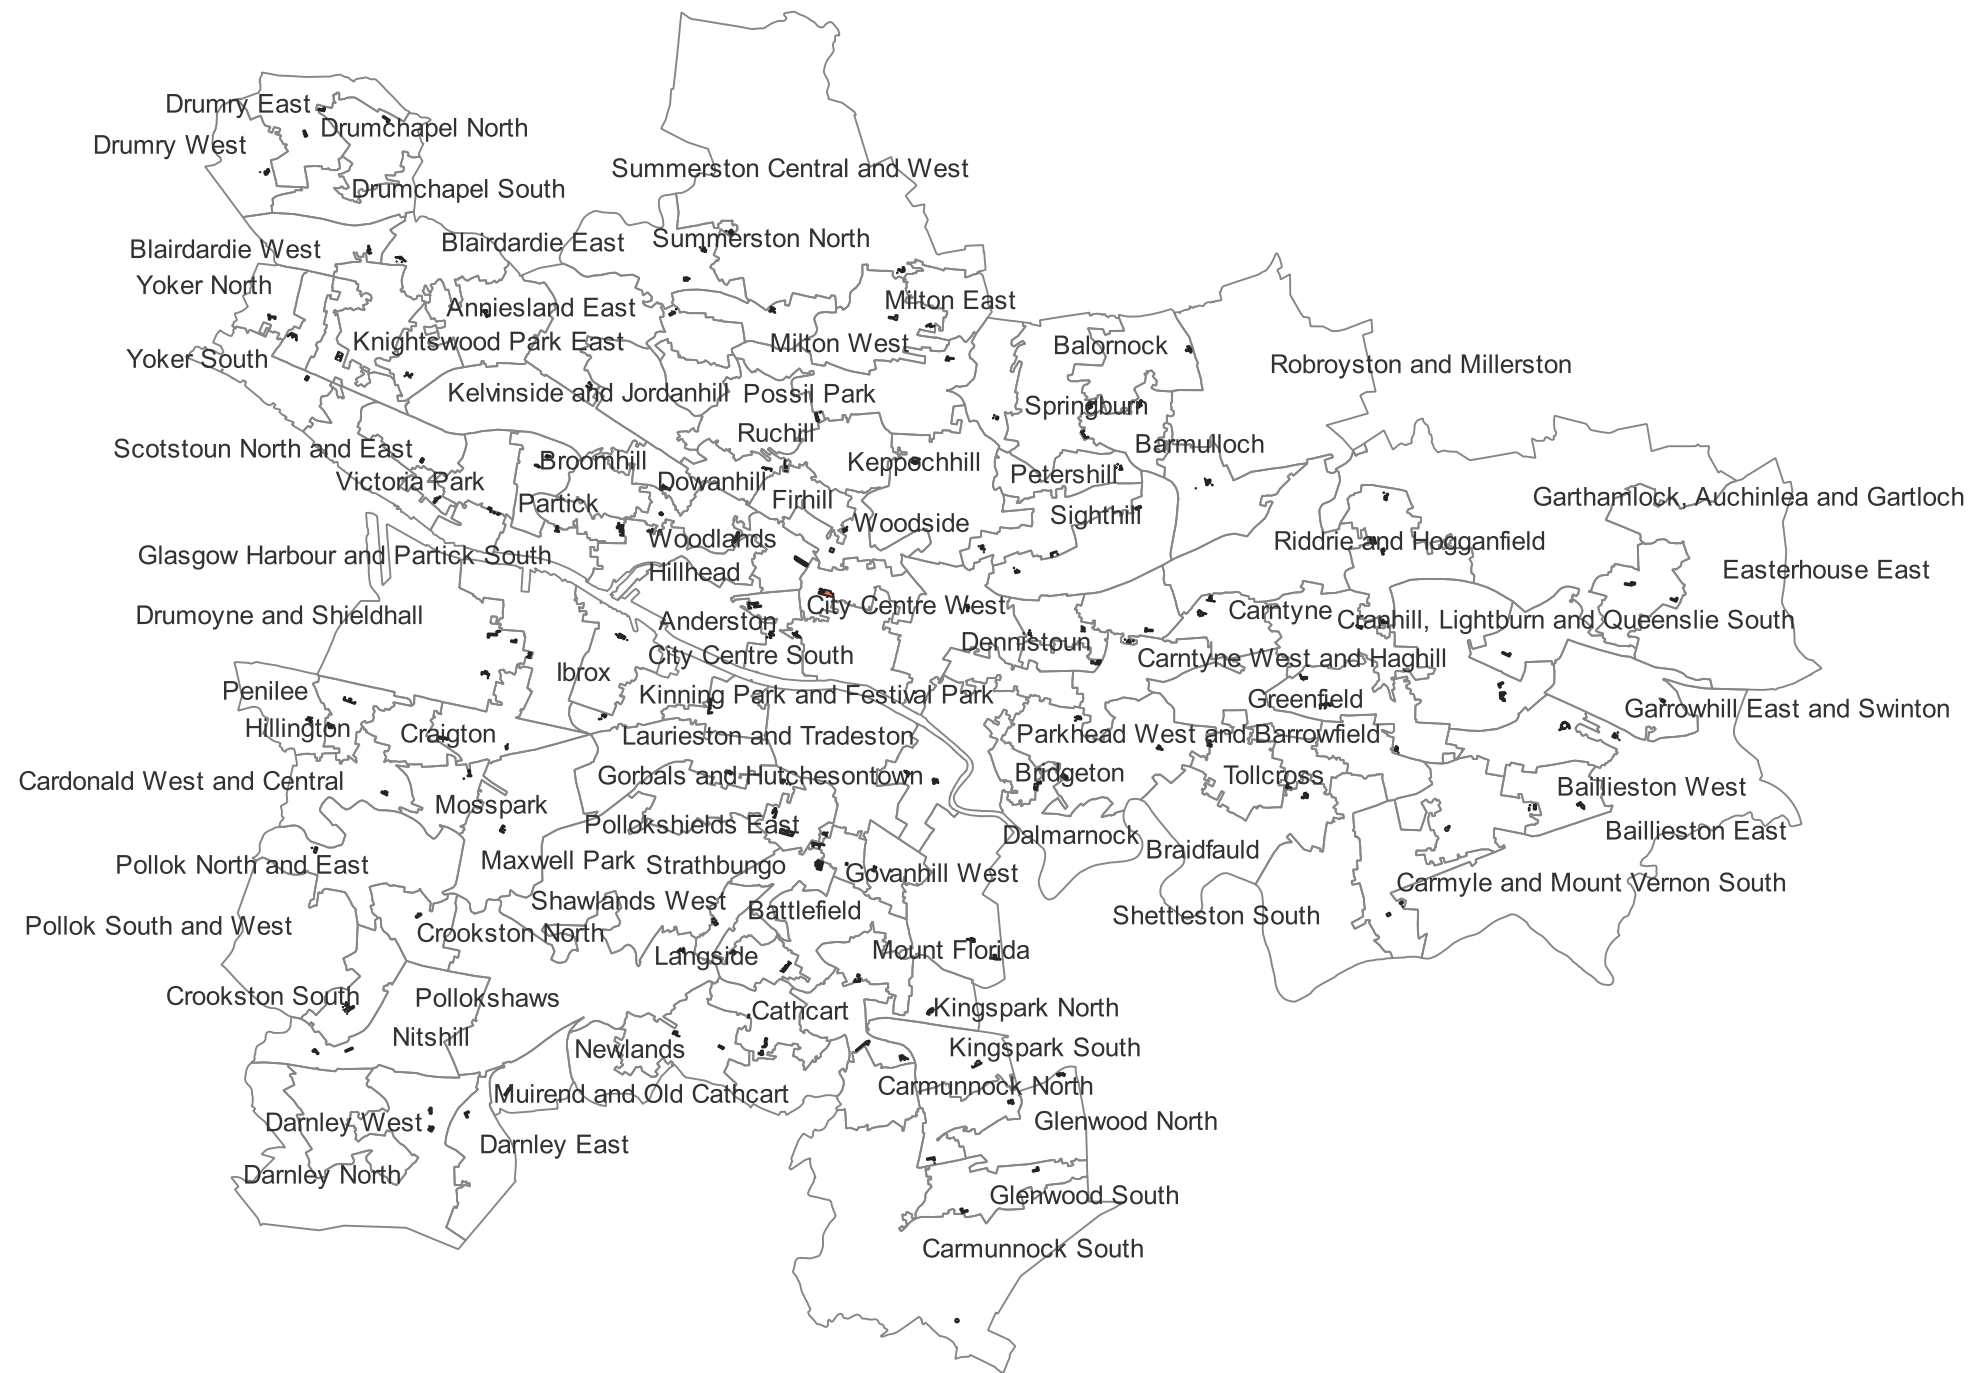 Drumry East
Drumchapel North
Drumry West
Summerston Central and West
Drumchapel South
Blairdardie West
Blairdardie East
Summerston North
Yoker North
Anniesland East
Milton East
Knightswood Park East
Milton West
Balornock
Yoker South
Robroyston and Millerston
Kelvinside and Jordanhill
Possil Park
Springburn
Ruchill
Barmulloch
Scotstoun North and East
Broomhill
Keppochhill
Petershill
Victoria Park
Dowanhill
Partick
Firhill
Garthamlock, Auchinlea and Gartloch
Sighthill
Woodside
Woodlands
Riddrie and Hogganfield
Glasgow Harbour and Partick South
Hillhead
Easterhouse East
City Centre West
Drumoyne and Shieldhall
Anderston
Carntyne
Cranhill, Lightburn and Queenslie South
Dennistoun
City Centre South
Carntyne West and Haghill
Ibrox
Penilee
Kinning Park and Festival Park
Greenfield
Garrowhill East and Swinton
Hillington
Craigton
Laurieston and Tradeston
Parkhead West and Barrowfield
Cardonald West and Central
Gorbals and Hutchesontown
Bridgeton
Tollcross
Baillieston West
Mosspark
Pollokshields East
Dalmarnock
Baillieston East
Braidfauld
Pollok North and East
Maxwell Park
Strathbungo
Govanhill West
Carmyle and Mount Vernon South
Shawlands West
Battlefield
Shettleston South
Pollok South and West
Crookston North
Langside
Mount Florida
Crookston South
Pollokshaws
Cathcart
Kingspark North
Nitshill
Newlands
Kingspark South
Muirend and Old Cathcart
Carmunnock North
Darnley West
Glenwood North
Darnley East
Darnley North
Glenwood South
Carmunnock South